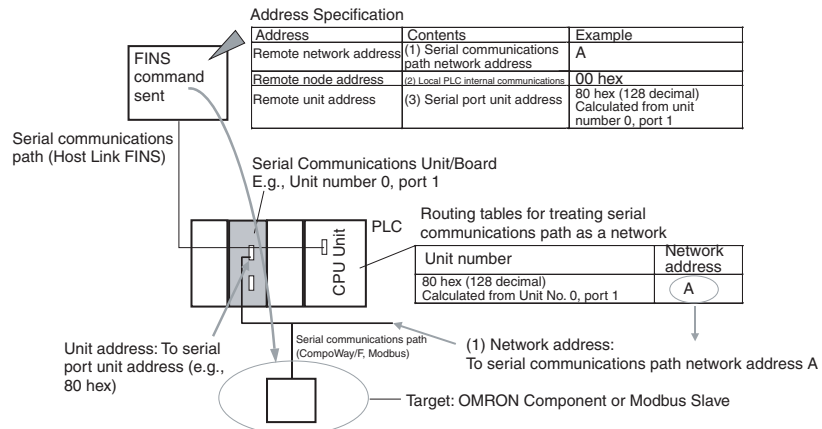 Address Specification
Address Contents Example
Remote network address (1) Serial communications path network address A
Remote node address (2) Local PLC internal communications 00 hex
Remote unit address (3) Serial port unit address 80 hex (128 decimal) Calculated from unit number 0, port 1
FINS
command
sent
Serial communications
path (Host Link FINS)
Serial Communications Unit/Board
E.g., Unit number 0, port 1
PLC
CPU Unit
Routing tables for treating serial
communications path as a network
Unit number Network address
80 hex (128 decimal)
Calculated from Unit No. 0, port 1 A
Unit address: To serial
port unit address (e.g.,
80 hex)
Serial communications path
(CompoWay/F, Modbus)
(1) Network address:
To serial communications path network address A
Target: OMRON Component or Modbus Slave